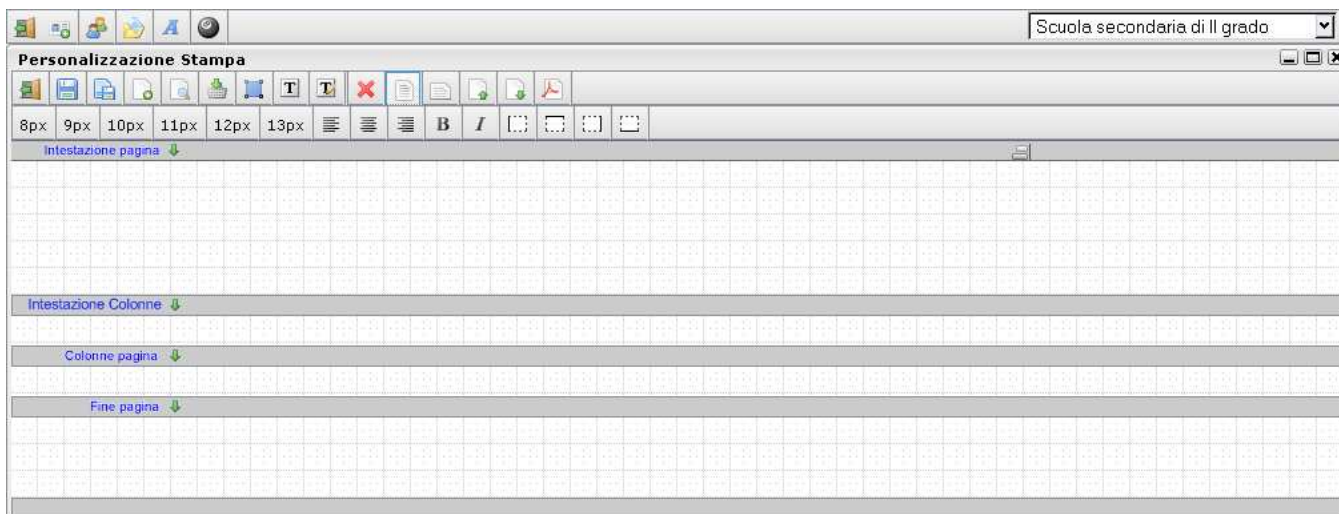 A Scuola secondaria di II grado
Personalizzazione Stampa
T T
8px 9px 10px 11px 12px 13px B I
Intestazione pagina
Intestazione Colonne
Colonne pagina
Fine pagina